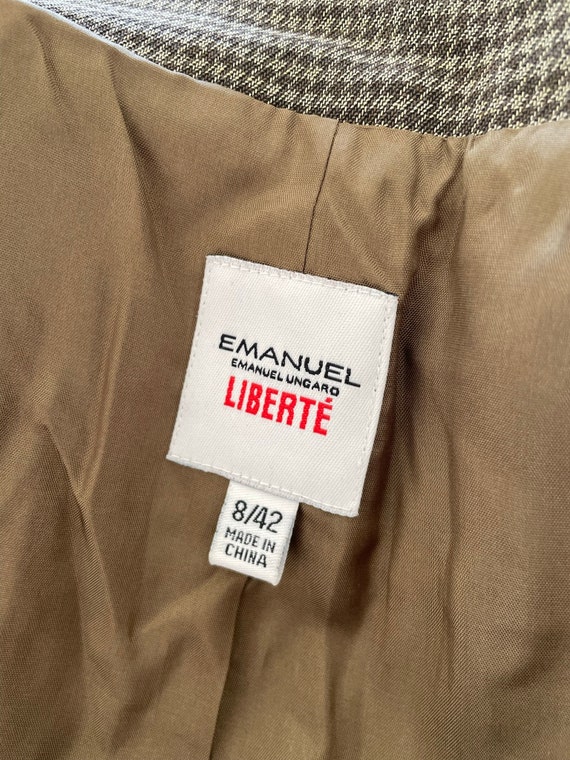 EMANUEL
EMANUEL UNGARO
LIBERTÉ
8/42
MADE IN
CHINA